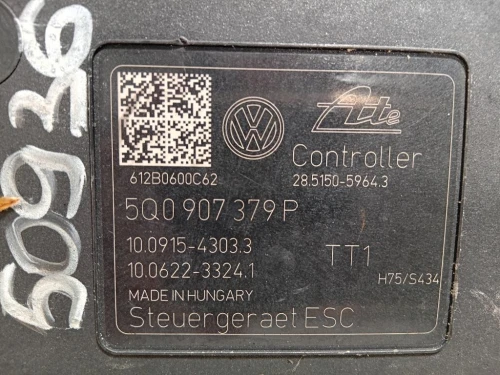 50936
Ate
Controller
612B0600C62
28.5150-5964.3
5Q0 907 379 P
10.0915-4303.3
TT1
10.0622-3324.1
H75/S434
MADE IN HUNGARY
Steuergeraet ESC